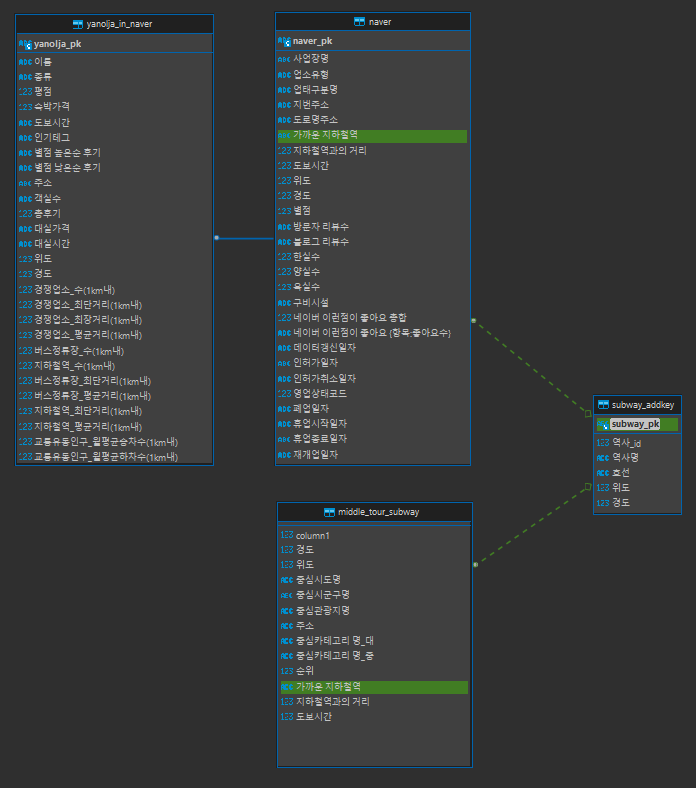 yanolja_in_naver
yanolja_pk
이름
종류
평점
숙박가격
도보시간
인기태그
별점 높은순 후기
별점 낮은순 후기
주소
객실수
총후기
대실가격
대실시간
위도
경도
경쟁업소_수(1km내)
경쟁업소_최단거리(1km내)
경쟁업소_최장거리(1km내)
경쟁업소_평균거리(1km내)
버스정류장_수(1km내)
지하철역_수(1km내)
버스정류장_최단거리(1km내)
버스정류장_평균거리(1km내)
지하철역_최단거리(1km내)
지하철역_평균거리(1km내)
교통유동인구_월평균승차수(1km내)
교통유동인구_월평균하차수(1km내)
naver
naver_pk
사업장명
업소유형
업태구분명
지번주소
도로명주소
가까운 지하철역
지하철역과의 거리
도보시간
위도
경도
별점
방문자 리뷰수
블로그 리뷰수
한실수
양실수
욕실수
구비시설
네이버 이런점이 좋아요 총합
네이버 이런점이 좋아요 {항목:좋아요수}
데이터갱신일자
인허가일자
인허가취소일자
영업상태코드
폐업일자
휴업시작일자
휴업종료일자
재개업일자
subway_addkey
subway_pk
역사_id
역사명
호선
위도
경도
middle_tour_subway
column1
경도
위도
중심시도명
중심시군구명
중심관광지명
주소
중심카테고리 명_대
중심카테고리 명_중
순위
가까운 지하철역
지하철역과의 거리
도보시간